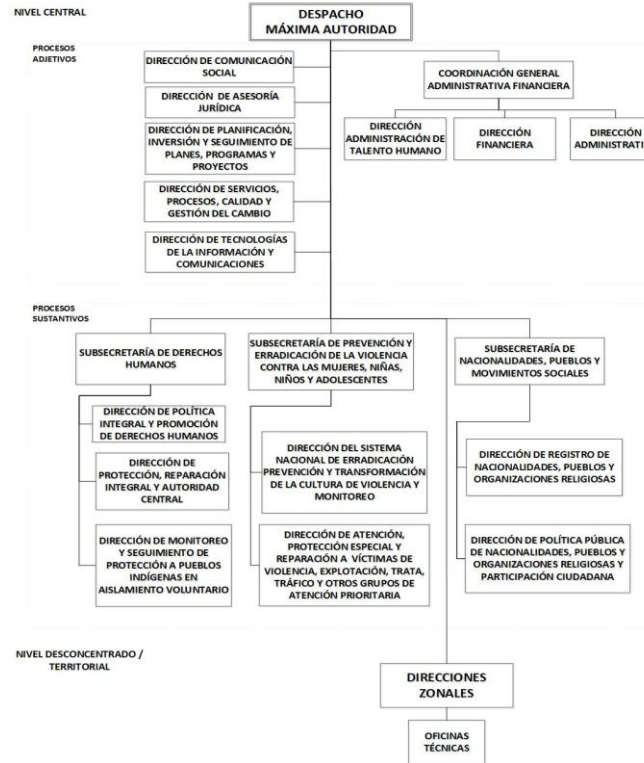 NIVEL CENTRAL
DESPACHO
MÁXIMA AUTORIDAD
PROCESOS
ADJETIVOS
DIRECCIÓN DE COMUNICACIÓN
SOCIAL
DIRECCIÓN DE ASESORÍA
JURÍDICA
DIRECCIÓN DE PLANIFICACIÓN,
INVERSIÓN Y SEGUIMIENTO DE
PLANES, PROGRAMAS Y
PROYECTOS
DIRECCIÓN DE SERVICIOS,
PROCESOS, CALIDAD Y
GESTIÓN DEL CAMBIO
DIRECCIÓN DE TECNOLOGÍAS
DE LA INFORMACIÓN Y
COMUNICACIONES
COORDINACIÓN GENERAL
ADMINISTRATIVA FINANCIERA
DIRECCIÓN
ADMINISTRACIÓN DE
TALENTO HUMANO
DIRECCIÓN
FINANCIERA
DIRECCIÓN
ADMINISTRATIV
PROCESOS
SUSTANTIVOS
SUBSECRETARÍA DE DERECHOS
HUMANOS
DIRECCIÓN DE POLÍTICA
INTEGRAL Y PROMOCIÓN
DE DERECHOS HUMANOS
DIRECCIÓN DE
PROTECCIÓN, REPARACIÓN
INTEGRAL Y AUTORIDAD
CENTRAL
DIRECCIÓN DE MONITOREO
Y SEGUIMIENTO DE
PROTECCIÓN A PUEBLOS
INDÍGENAS EN
AISLAMIENTO VOLUNTARIO
SUBSECRETARÍA DE PREVENCIÓN Y
ERRADICACIÓN DE LA VIOLENCIA
CONTRA LAS MUJERES, NIÑAS,
NIÑOS Y ADOLESCENTES
DIRECCIÓN DEL SISTEMA
NACIONAL DE ERRADICACIÓN
PREVENCIÓN Y TRANSFORMACIÓN
DE LA CULTURA DE VIOLENCIA Y
MONITOREO
DIRECCIÓN DE ATENCIÓN,
PROTECCIÓN ESPECIAL Y
REPARACIÓN A VÍCTIMAS DE
VIOLENCIA, EXPLOTACIÓN, TRATA,
TRÁFICO Y OTROS GRUPOS DE
ATENCIÓN PRIORITARIA
SUBSECRETARÍA DE
NACIONALIDADES, PUEBLOS Y
MOVIMIENTOS SOCIALES
DIRECCIÓN DE REGISTRO DE
NACIONALIDADES, PUEBLOS Y
ORGANIZACIONES RELIGIOSAS
DIRECCIÓN DE POLÍTICA PÚBLICA
DE NACIONALIDADES, PUEBLOS Y
ORGANIZACIONES RELIGIOSAS Y
PARTICIPACIÓN CIUDADANA
NIVEL DESCONCENTRADO /
TERRITORIAL
DIRECCIONES
ZONALES
OFICINAS
TÉCNICAS